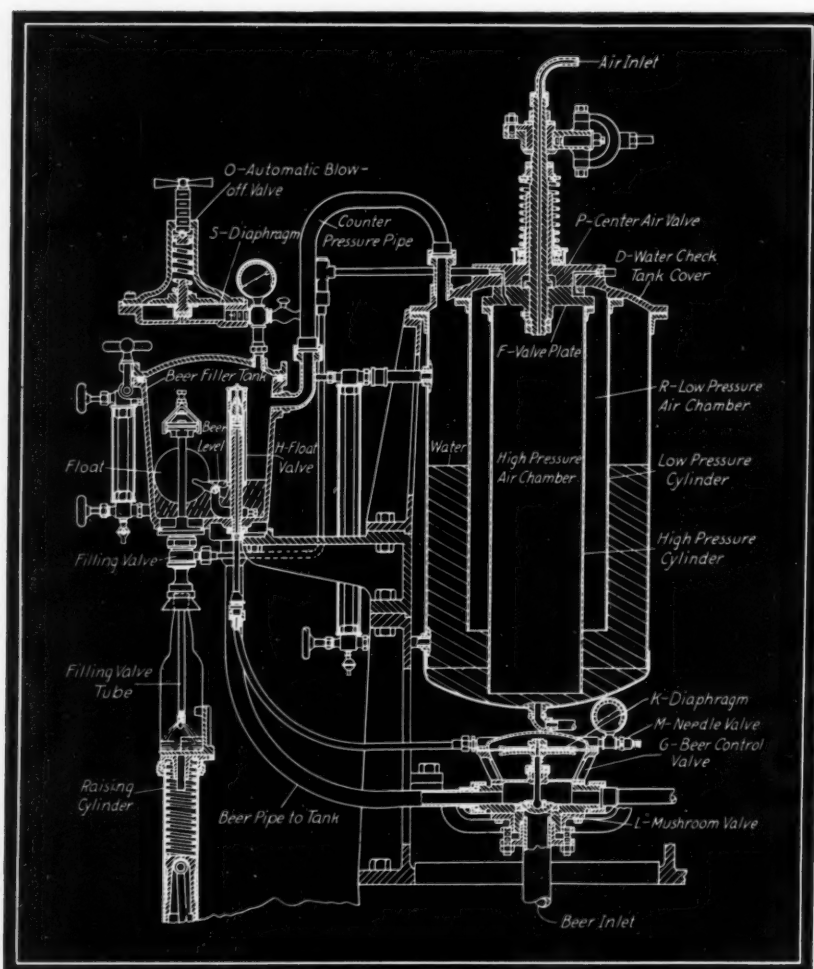 Air Inlet
O-Automatic Blow-
off Valve
S-Diaphragm
Counter
Pressure Pipe
P-Center Air Valve
D-Water Check
Tank Cover
F-Valve Plate
Beer Filler Tank
R-Low Pressure
Air Chamber
Beer
Level
H-Float
Valve
Water
Float
High Pressure
Air Chamber
Low Pressure
Cylinder
High Pressure
Cylinder
Filling Valve
Filling Valve
Tube
K-Diaphragm
M-Needle Valve
G-Beer Control
Valve
Raising
Cylinder
Beer Pipe to Tank
L-Mushroom Valve
Beer Inlet